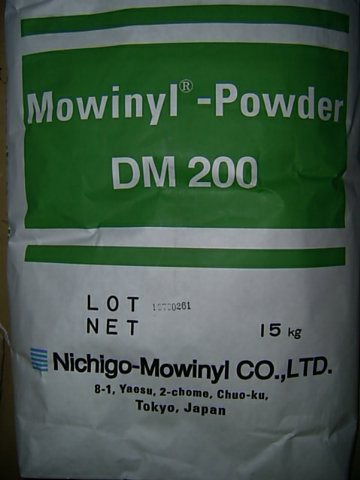 Mowinyl®-Powder
DM 200
LOT
NET 15 kg
Nichigo-Mowinyl CO.,LTD.
8-1, Yaesu, 2-chome, Chuo-ku,
Tokyo, Japan